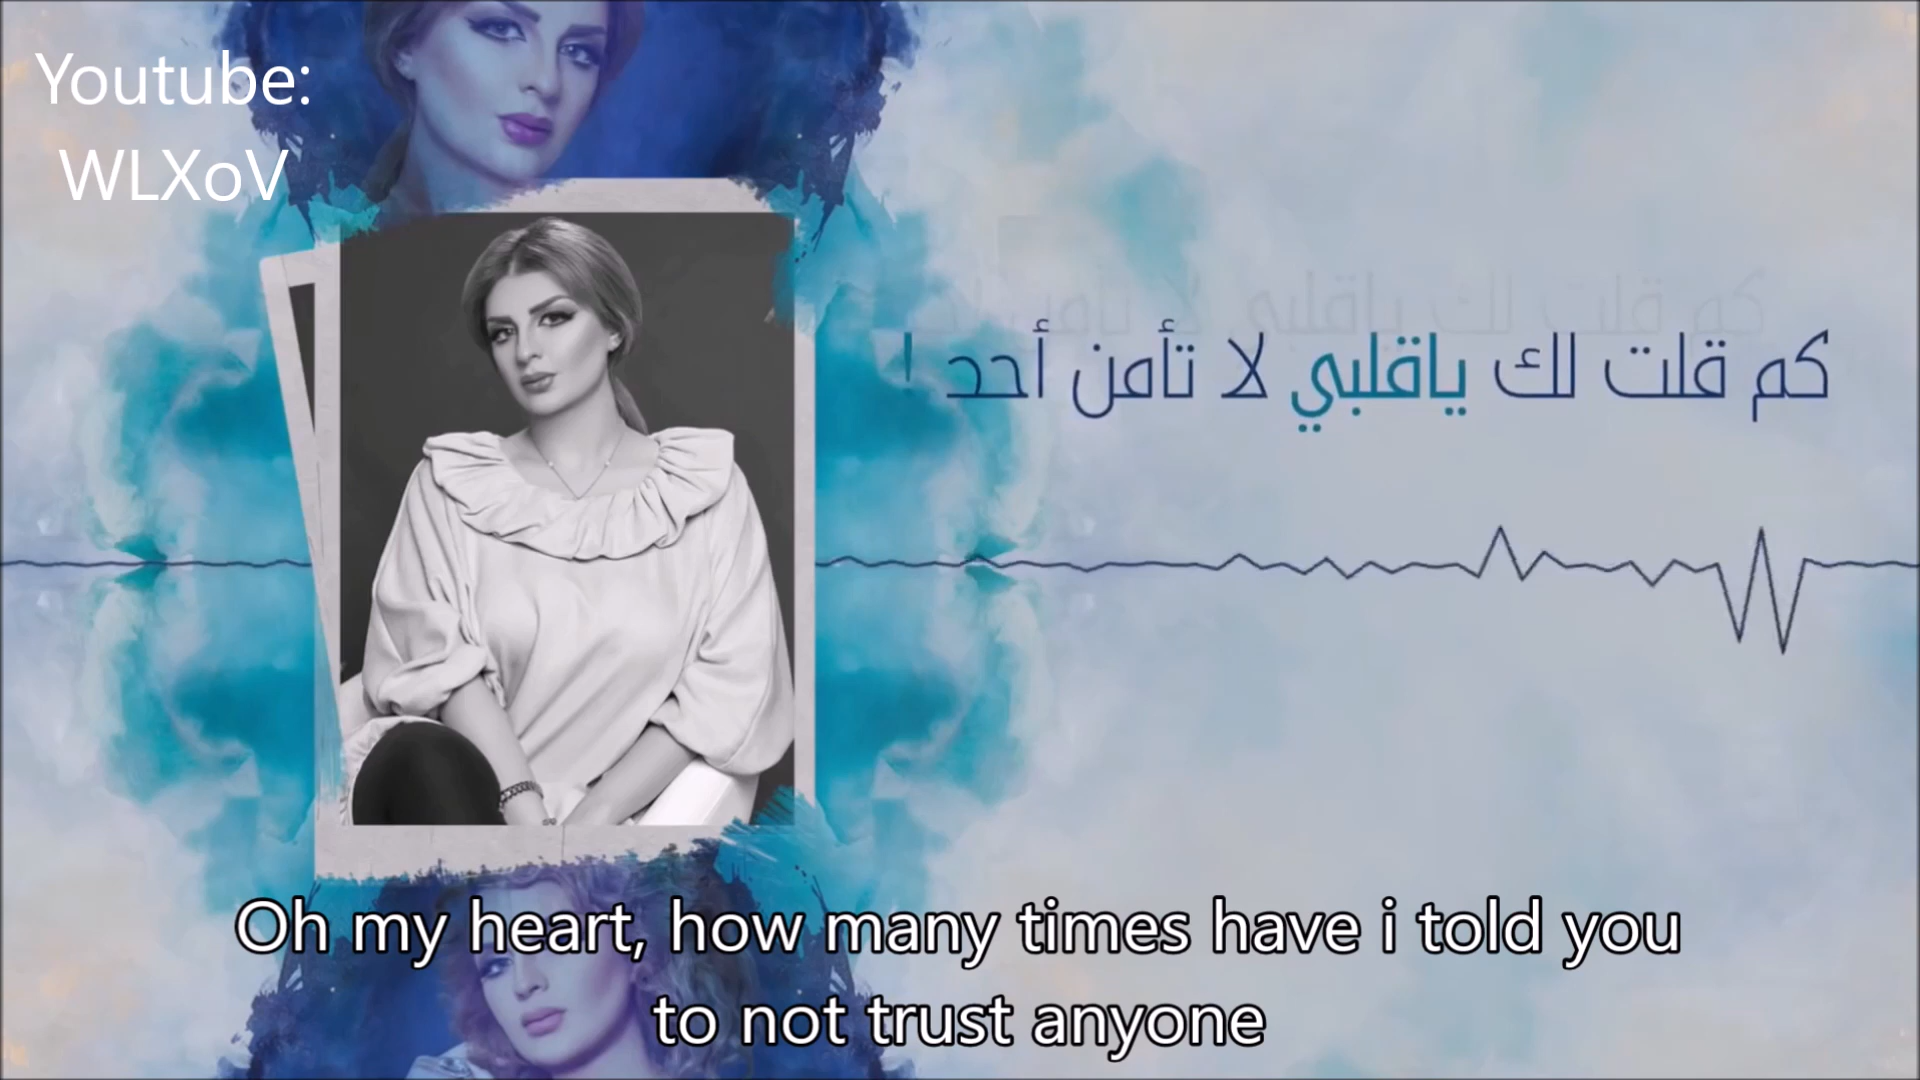 Youtube:
WLXoV
كم قلت لك ياقلبي لا تأمن أحد !
Oh my heart, how many times have i told you
to not trust anyone